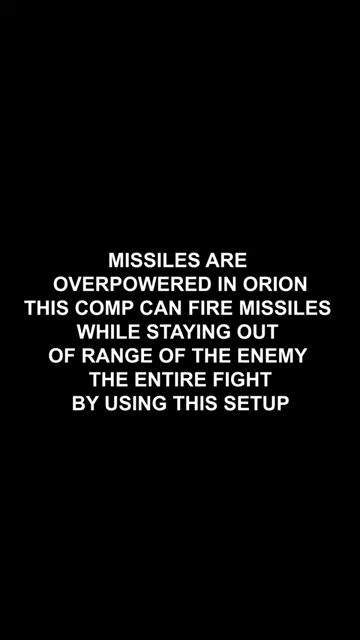 MISSILES ARE
OVERPOWERED IN ORION
THIS COMP CAN FIRE MISSILES
WHILE STAYING OUT
OF RANGE OF THE ENEMY
THE ENTIRE FIGHT
BY USING THIS SETUP